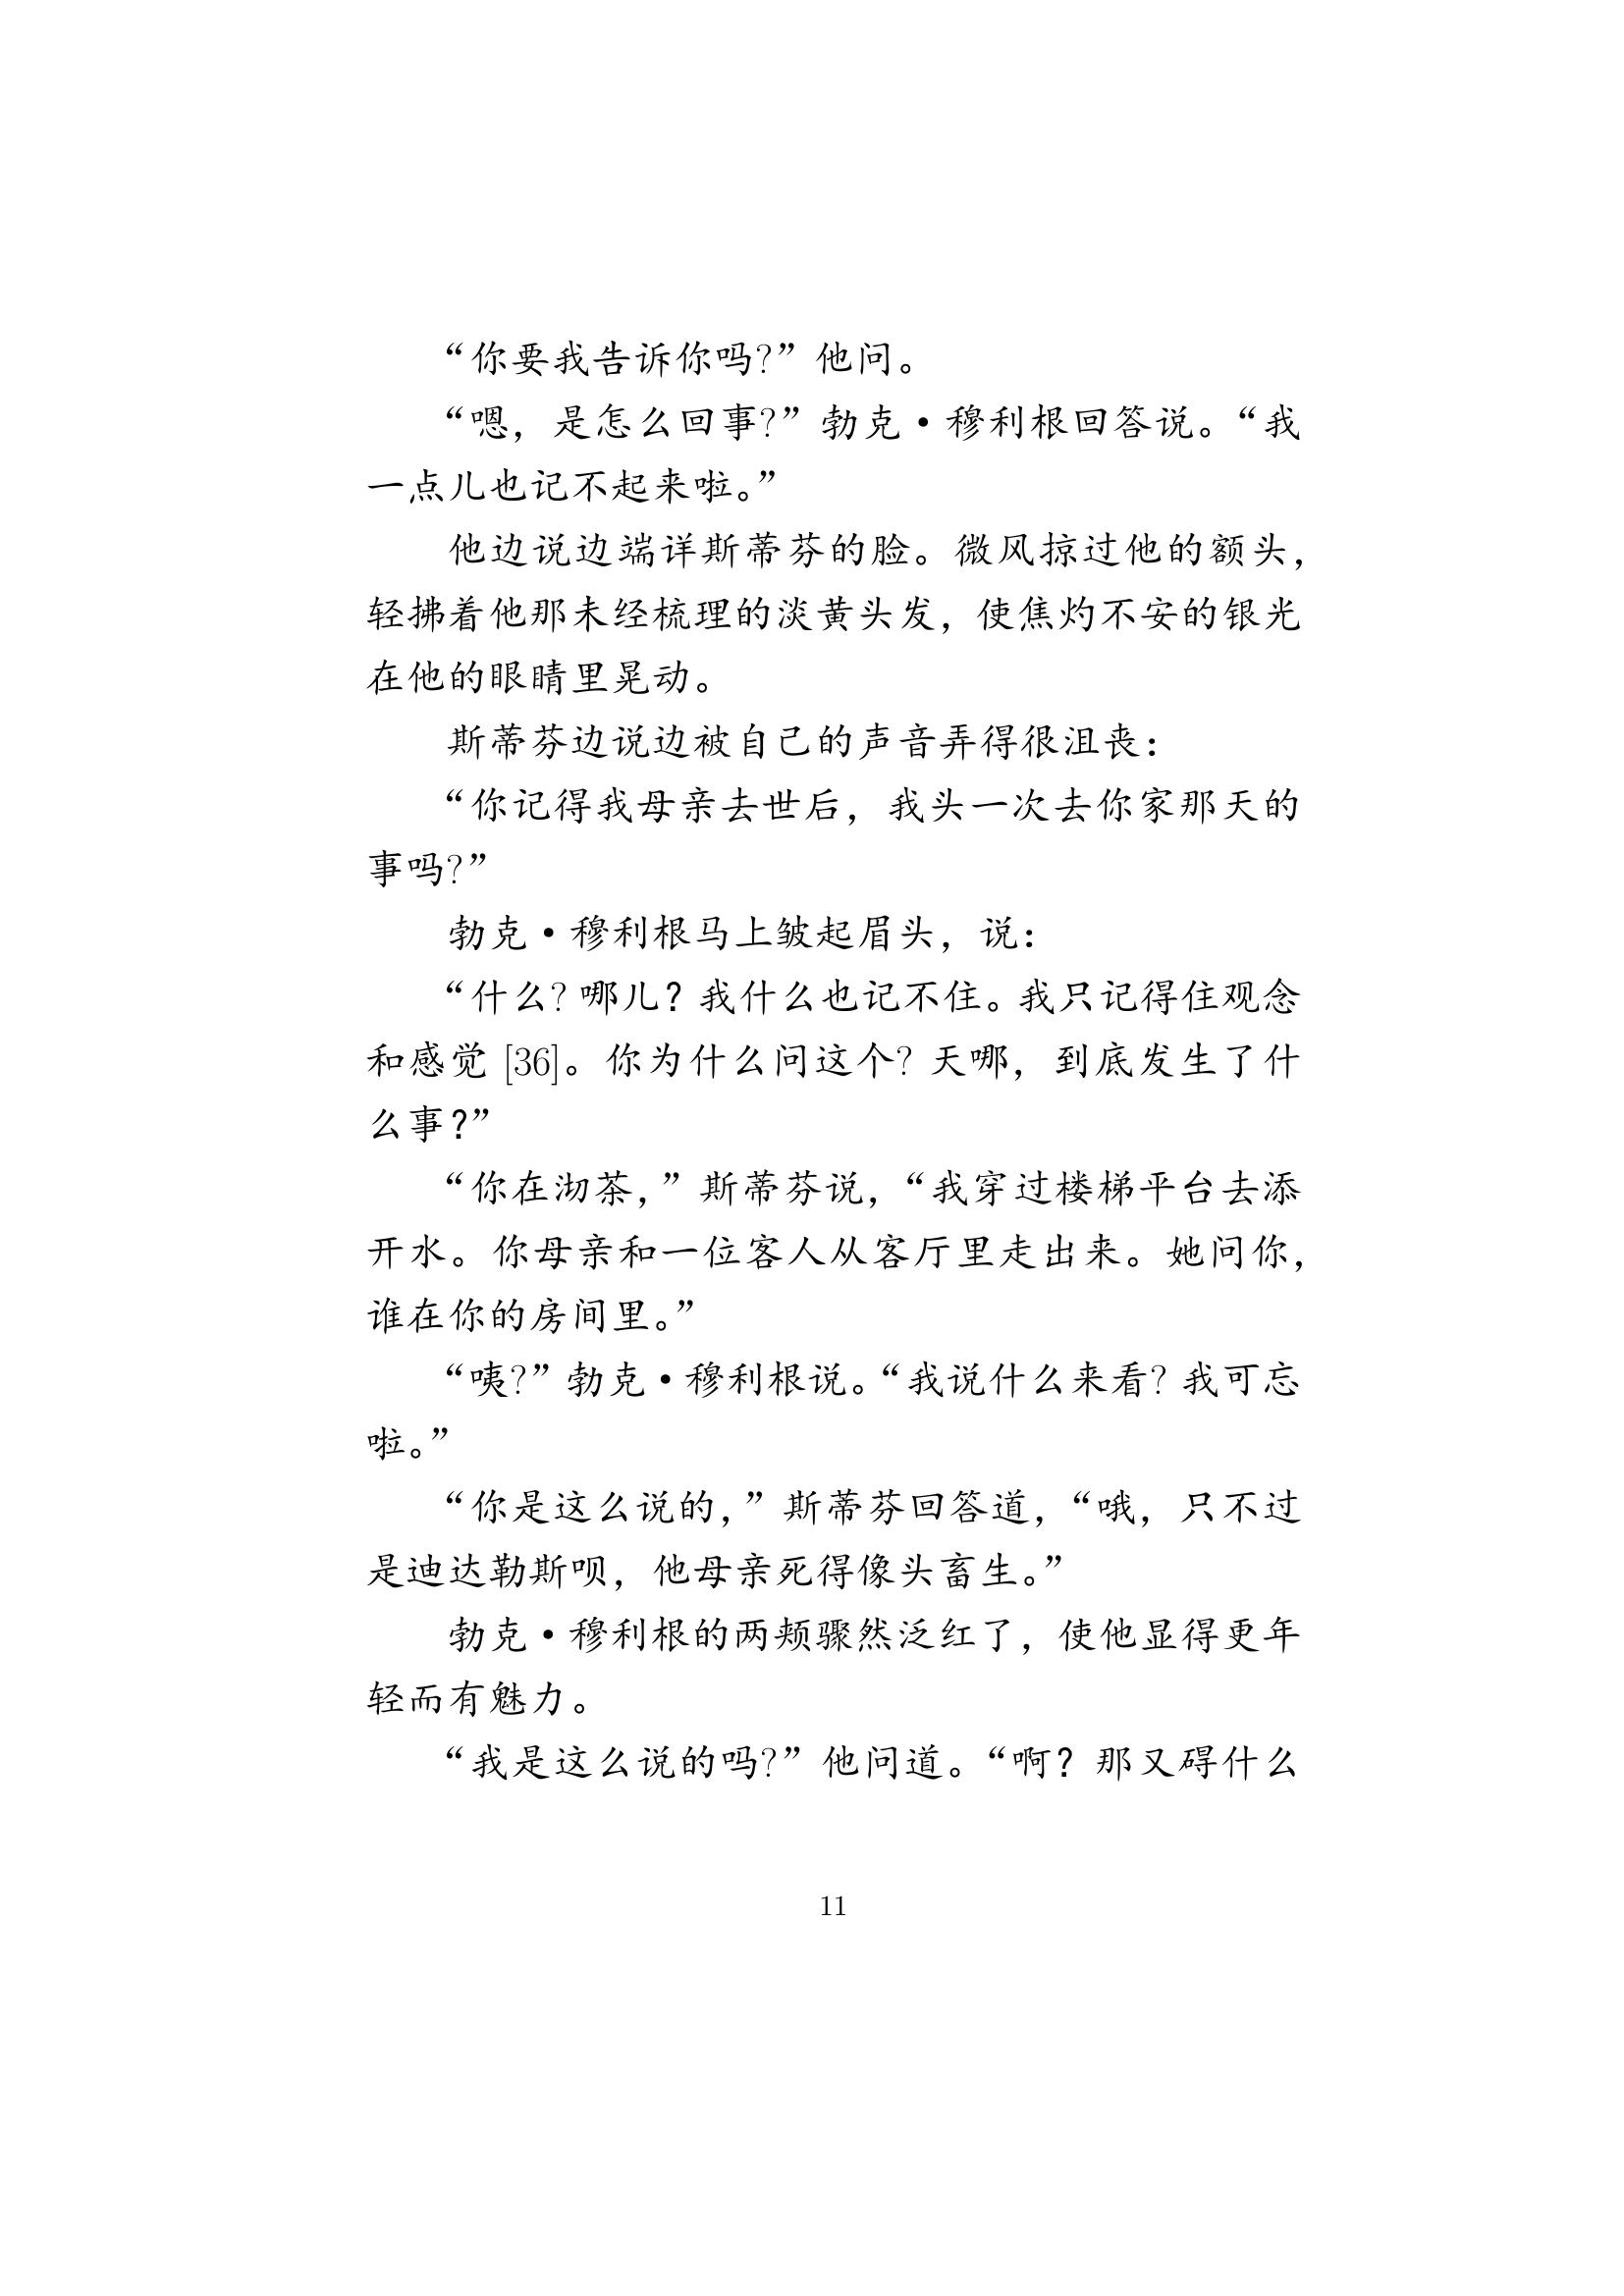 “你要我告诉你吗?”他问。
“嗯，是怎么回事?”勃克·穆利根回答说。“我
一点儿也记不起来啦。”
他边说边端详斯蒂芬的脸。微风掠过他的额头，
轻拂着他那未经梳理的淡黄头发，使焦灼不安的银光
在他的眼睛里晃动。
斯蒂芬边说边被自己的声音弄得很沮丧：
“你记得我母亲去世后，我头一次去你家那天的
事吗?”
勃克·穆利根马上皱起眉头，说：
“什么? 哪儿？我什么也记不住。我只记得住观念
和感觉 [36]。你为什么问这个? 天哪，到底发生了什
么事？”
“你在沏茶，”斯蒂芬说，“我穿过楼梯平台去添
开水。你母亲和一位客人从客厅里走出来。她问你，
谁在你的房间里。”
“咦?”勃克·穆利根说。“我说什么来看? 我可忘
啦。”
“你是这么说的，”斯蒂芬回答道，“哦，只不过
是迪达勒斯呗，他母亲死得像头畜生。”
勃克·穆利根的两颊骤然泛红了，使他显得更年
轻而有魅力。
“我是这么说的吗?”他问道。“啊？那又碍什么
11